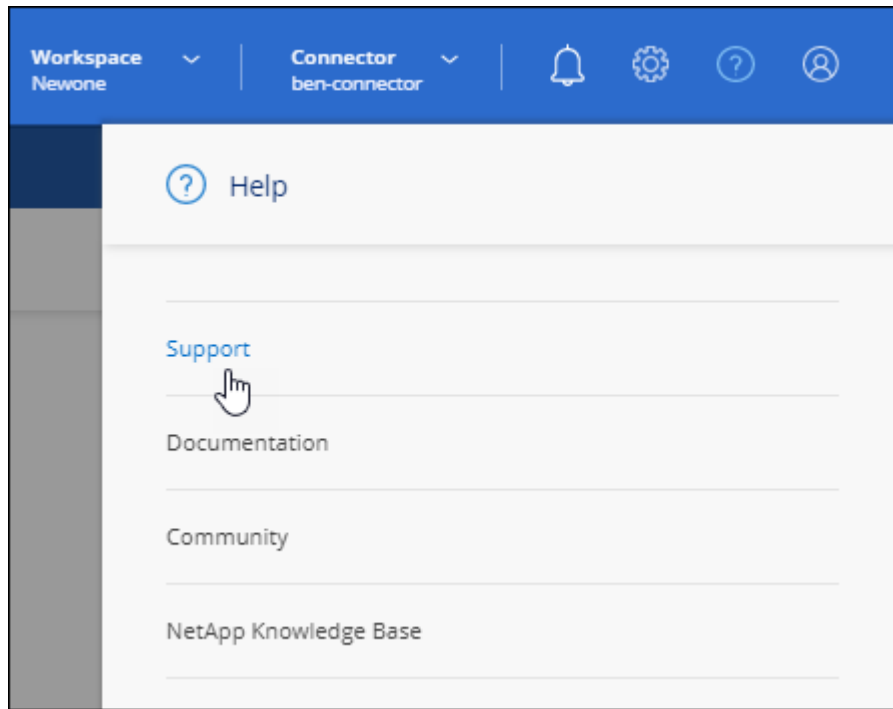 Workspace
Newone
Connector
ben-connector
Help
Support
Documentation
Community
NetApp Knowledge Base